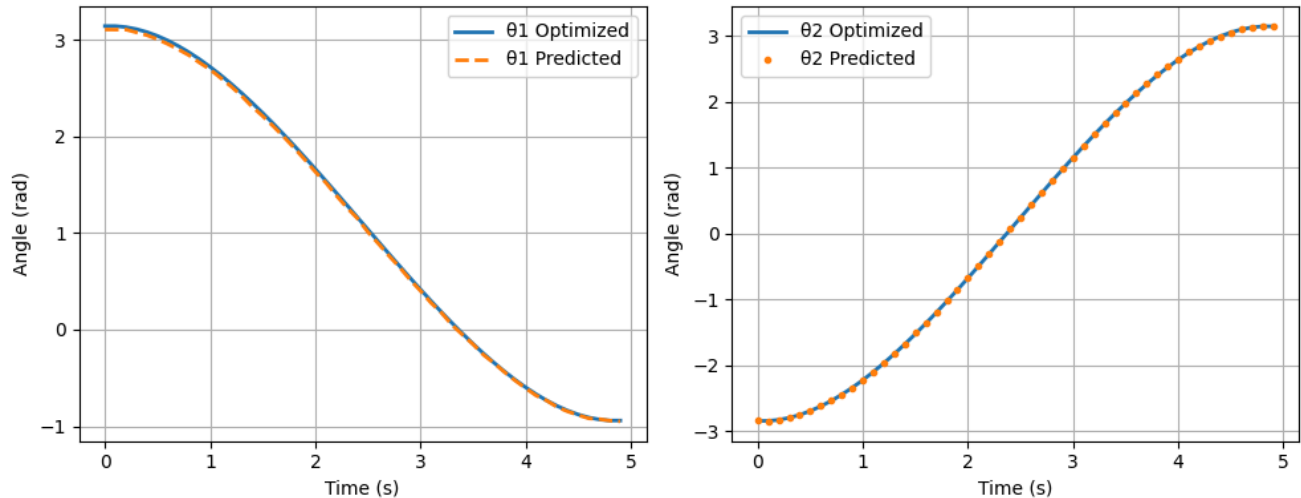 θ1 Optimized
θ1 Predicted
3
2
1
0
−1
Angle (rad)
0 1 2 3 4 5
Time (s)
θ2 Optimized
θ2 Predicted
3
2
1
0
−1
−2
−3
Angle (rad)
0 1 2 3 4 5
Time (s)